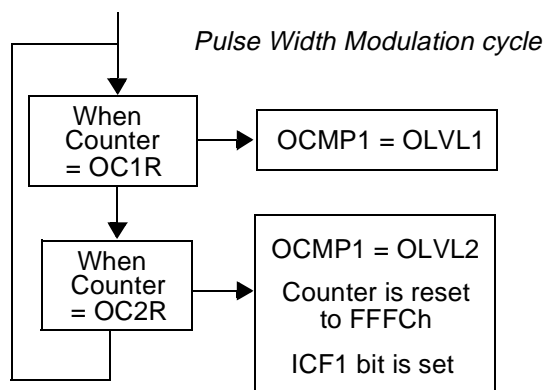 Pulse Width Modulation cycle
When
Counter
= OC1R
OCMP1 = OLVL1
When
Counter
= OC2R
OCMP1 = OLVL2
Counter is reset
to FFFCh
ICF1 bit is set